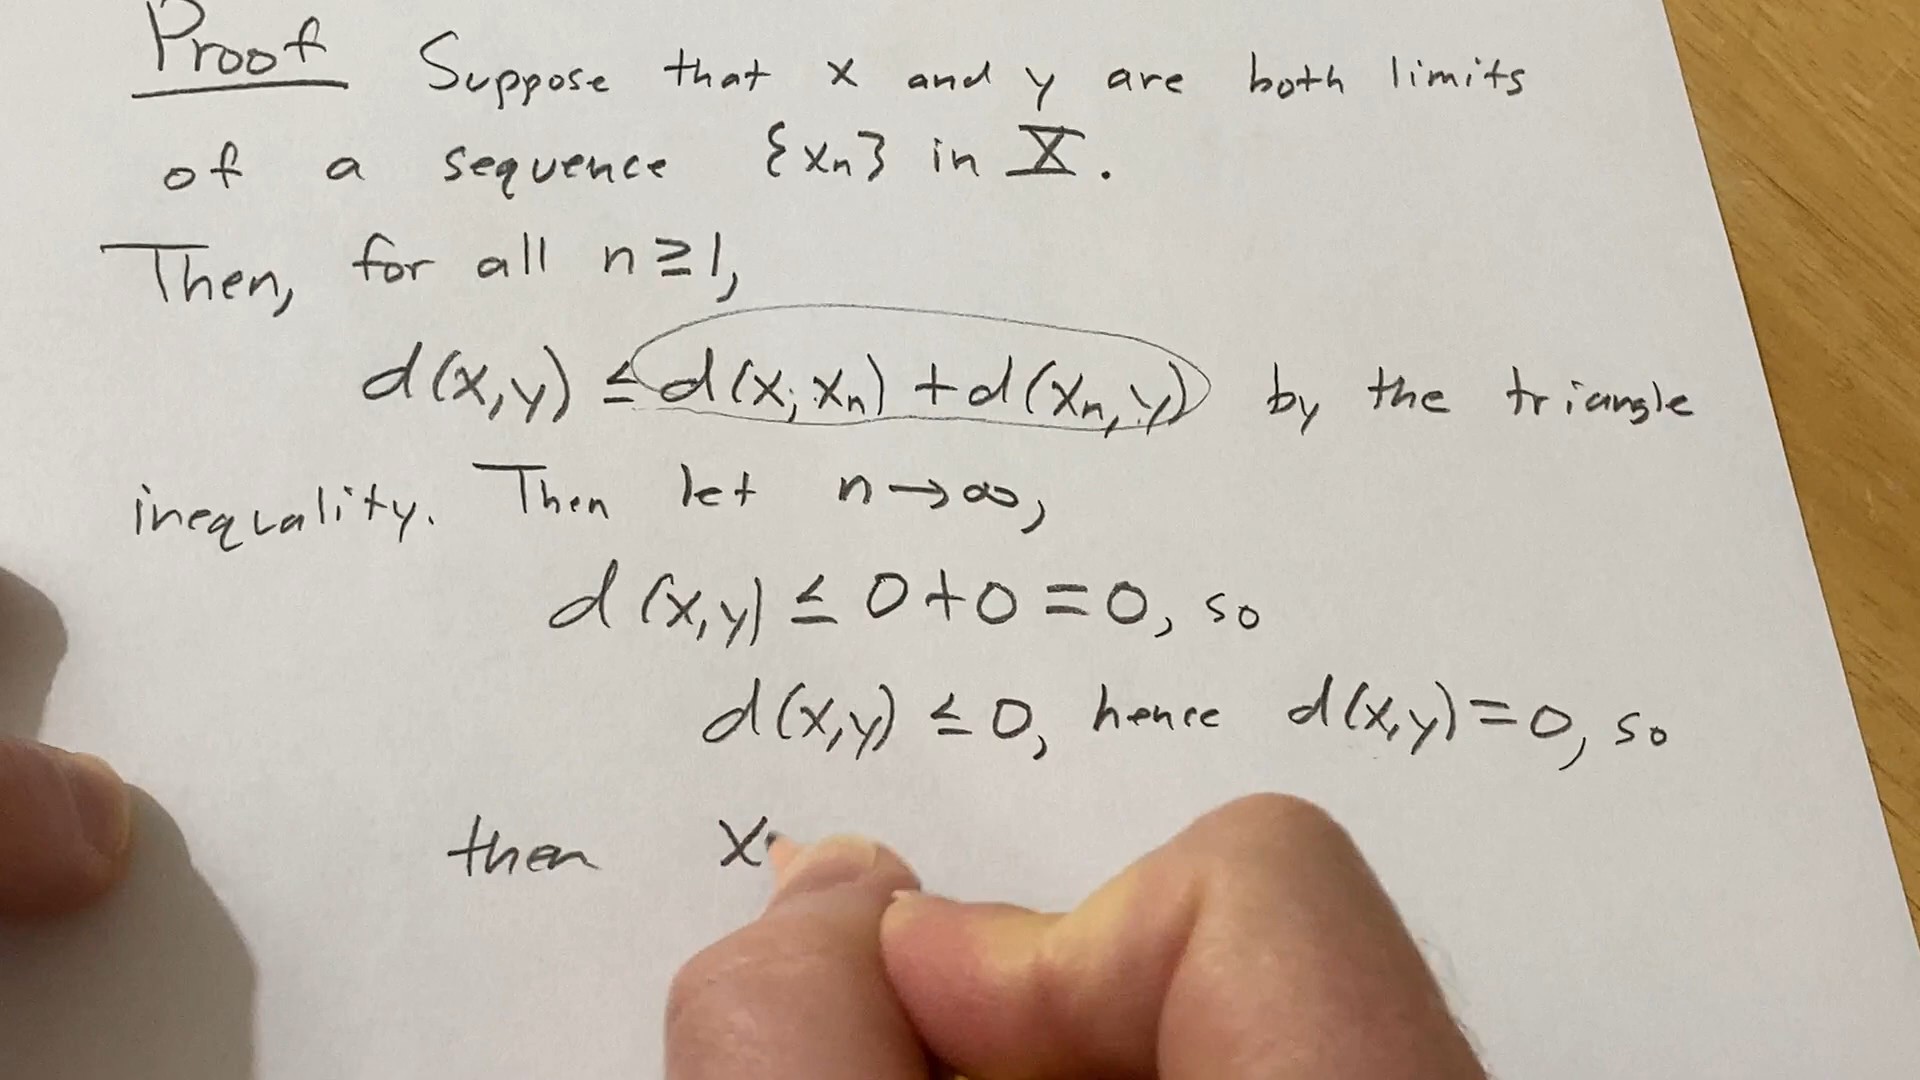 Proof Suppose that x and y are both limits
of a sequence {xn} in X.
Then, for all n≥1,
d(x,y) ≤ d(x,xn) + d(xn,y) by the triangle
inequality. Then let n→∞,
d(x,y) ≤ 0+0=0, so
d(x,y) ≤ 0, hence d(x,y)=0, so
then x